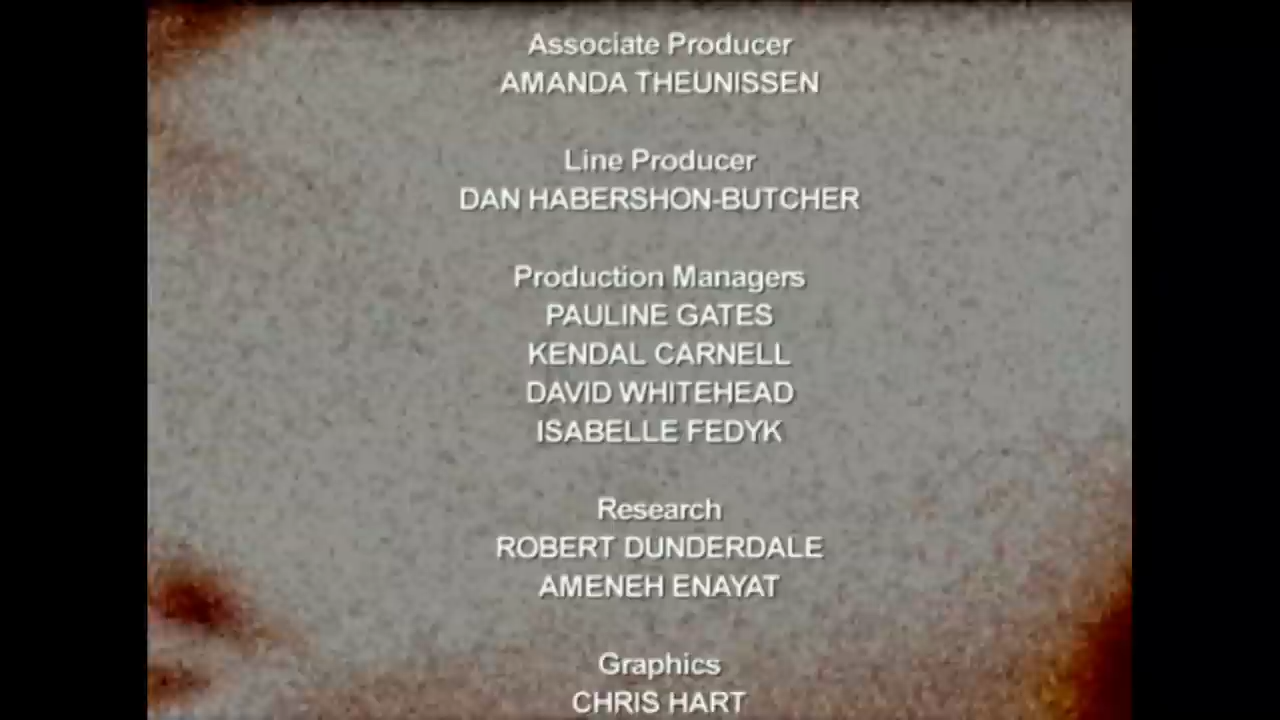 Associate Producer
AMANDA THEUNISSEN
Line Producer
DAN HABERSHON-BUTCHER
Production Managers
PAULINE GATES
KENDAL CARNELL
DAVID WHITEHEAD
ISABELLE FEDYK
Research
ROBERT DUNDERDALE
AMENEH ENAYAT
Graphics
CHRIS HART